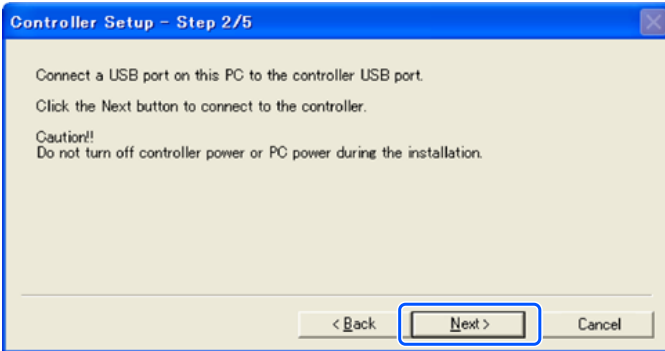 Controller Setup - Step 2/5
Connect a USB port on this PC to the controller USB port.
Click the Next button to connect to the controller.
Caution!!
Do not turn off controller power or PC power during the installation.
< Back
Next >
Cancel